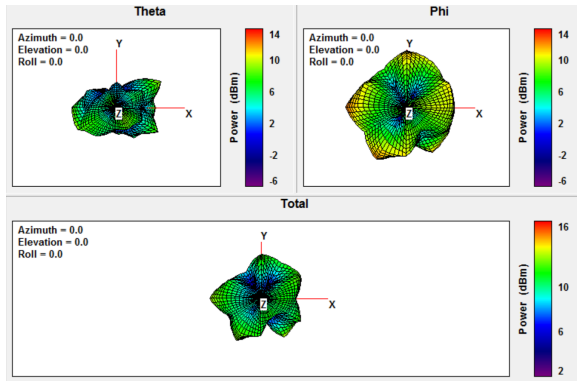 Theta
Azimuth = 0.0
Elevation = 0.0
Roll = 0.0
Y
X
Z
14
10
6
2
-2
-6
Power (dBm)
Phi
Azimuth = 0.0
Elevation = 0.0
Roll = 0.0
Y
X
Z
14
10
6
2
-2
-6
Power (dBm)
Total
Azimuth = 0.0
Elevation = 0.0
Roll = 0.0
Y
X
Z
16
10
6
2
Power (dBm)